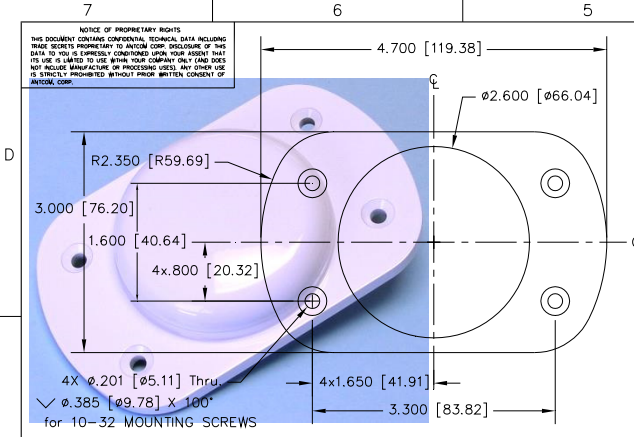 7
6
5
NOTICE OF PROPRIETARY RIGHTS
THIS DOCUMENT CONTAINS CONFIDENTIAL TECHNICAL DATA INCLUDING
TRADE SECRETS PROPRIETARY TO ANTCOM CORP. DISCLOSURE OF THIS
DATA TO YOU IS EXPRESSLY CONDITIONED UPON YOUR ASSENT THAT
ITS USE IS LIMITED TO USE WITHIN YOUR COMPANY ONLY (AND DOES
NOT INCLUDE MANUFACTURE OR PROCESSING USES). ANY OTHER USE
IS STRICTLY PROHIBITED WITHOUT PRIOR WRITTEN CONSENT OF
ANTCOM, CORP.
4.700 [119.38]
℄
ø2.600 [ø66.04]
D
R2.350 [R59.69]
3.000 [76.20]
1.600 [40.64]
4x.800 [20.32]
4X ø.201 [ø5.11] Thru.
4x1.650 [41.91]
ø.385 [ø9.78] X 100°
3.300 [83.82]
for 10-32 MOUNTING SCREWS